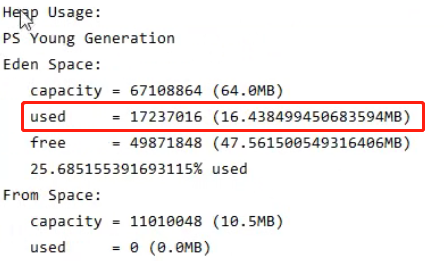 Heap Usage:
PS Young Generation
Eden Space:
capacity = 67108864 (64.0MB)
used = 17237016 (16.438499450683594MB)
free = 49871848 (47.561500549316406MB)
25.685155391693115% used
From Space:
capacity = 11010048 (10.5MB)
used = 0 (0.0MB)